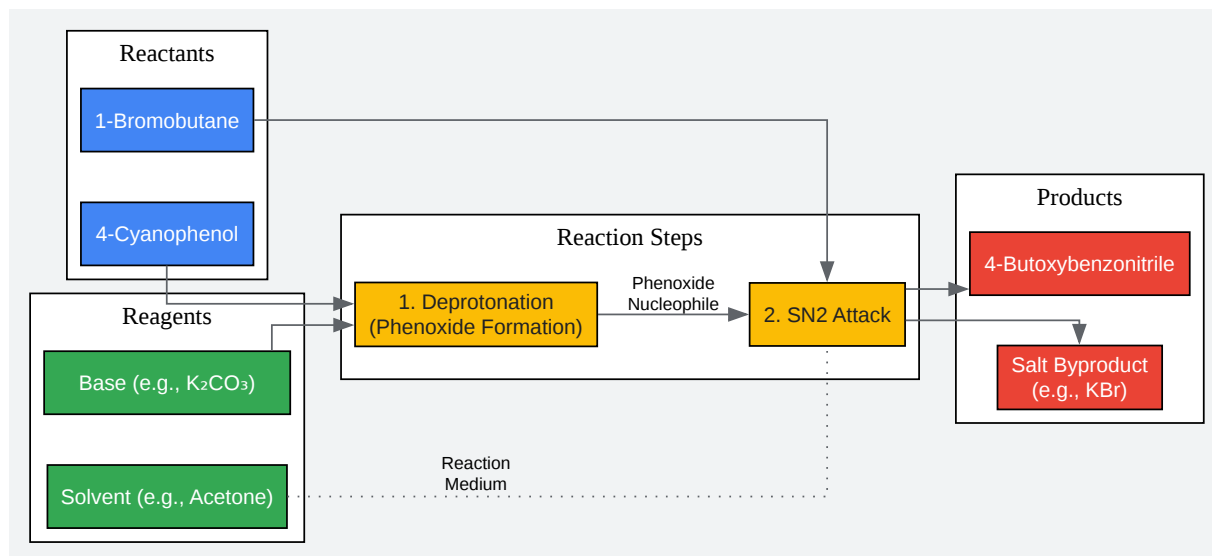 Reactants
1-Bromobutane
4-Cyanophenol
Reagents
Base (e.g., K₂CO₃)
Solvent (e.g., Acetone)
Reaction Steps
1. Deprotonation
(Phenoxide Formation)
Phenoxide
Nucleophile
2. SN2 Attack
Reaction
Medium
Products
4-Butoxybenzonitrile
Salt Byproduct
(e.g., KBr)